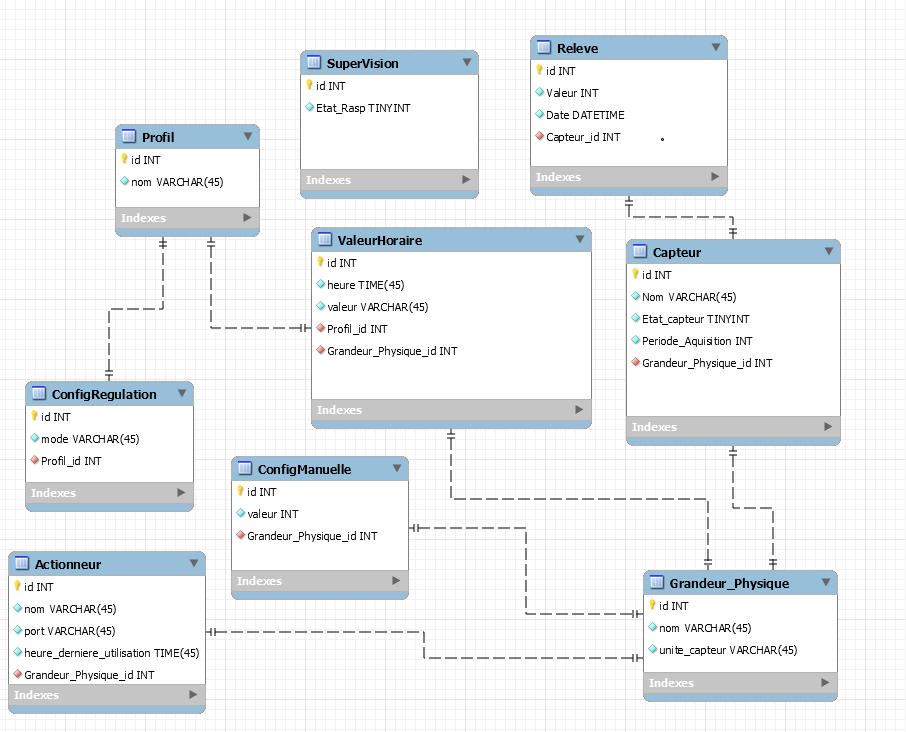 SuperVision
id INT
Etat_Rasp TINYINT
Indexes
Releve
id INT
Valeur INT
Date DATETIME
Capteur_id INT
Indexes
Profil
id INT
nom VARCHAR(45)
Indexes
ValeurHoraire
id INT
heure TIME(45)
valeur VARCHAR(45)
Profil_id INT
Grandeur_Physique_id INT
Indexes
Capteur
id INT
Nom VARCHAR(45)
Etat_capteur TINYINT
Periode_Aquisition INT
Grandeur_Physique_id INT
Indexes
ConfigRegulation
id INT
mode VARCHAR(45)
Profil_id INT
Indexes
ConfigManuelle
id INT
valeur INT
Grandeur_Physique_id INT
Indexes
Actionneur
id INT
nom VARCHAR(45)
port VARCHAR(45)
heure_derniere_utilisation TIME(45)
Grandeur_Physique_id INT
Indexes
Grandeur_Physique
id INT
nom VARCHAR(45)
unite_capteur VARCHAR(45)
Indexes